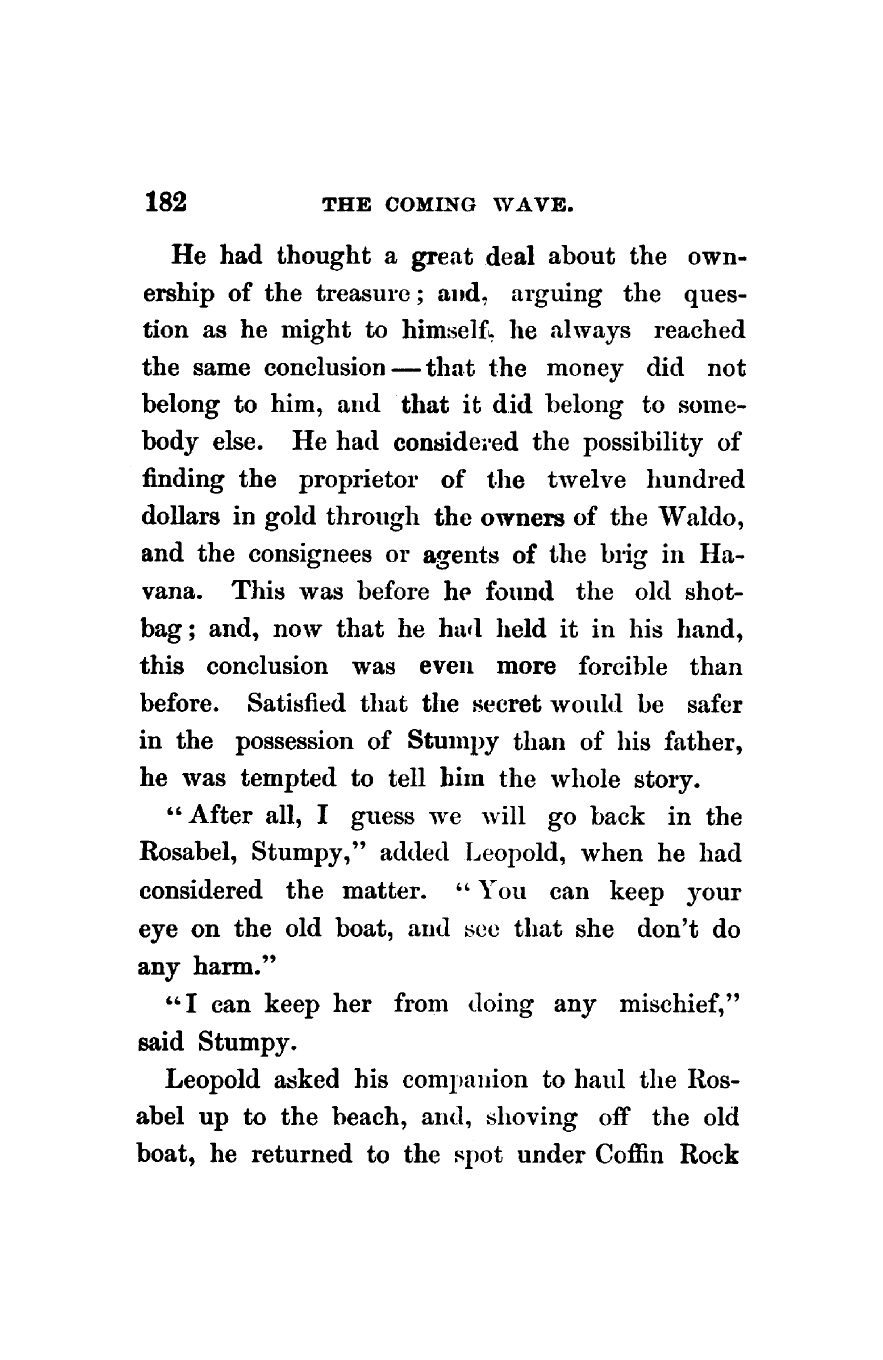 182 THE COMING WAVE.
He had thought a great deal about the own-
ership of the treasure; and, arguing the ques-
tion as he might to himself, he always reached
the same conclusion — that the money did not
belong to him, and that it did belong to some-
body else. He had considered the possibility of
finding the proprietor of the twelve hundred
dollars in gold through the owners of the Waldo,
and the consignees or agents of the brig in Ha-
vana. This was before he found the old shot-
bag; and, now that he had held it in his hand,
this conclusion was even more forcible than
before. Satisfied that the secret would be safer
in the possession of Stumpy than of his father,
he was tempted to tell him the whole story.
"After all, I guess we will go back in the
Rosabel, Stumpy," added Leopold, when he had
considered the matter. "You can keep your
eye on the old boat, and see that she don't do
any harm."
"I can keep her from doing any mischief,"
said Stumpy.
Leopold asked his companion to haul the Ros-
abel up to the beach, and, shoving off the old
boat, he returned to the spot under Coffin Rock